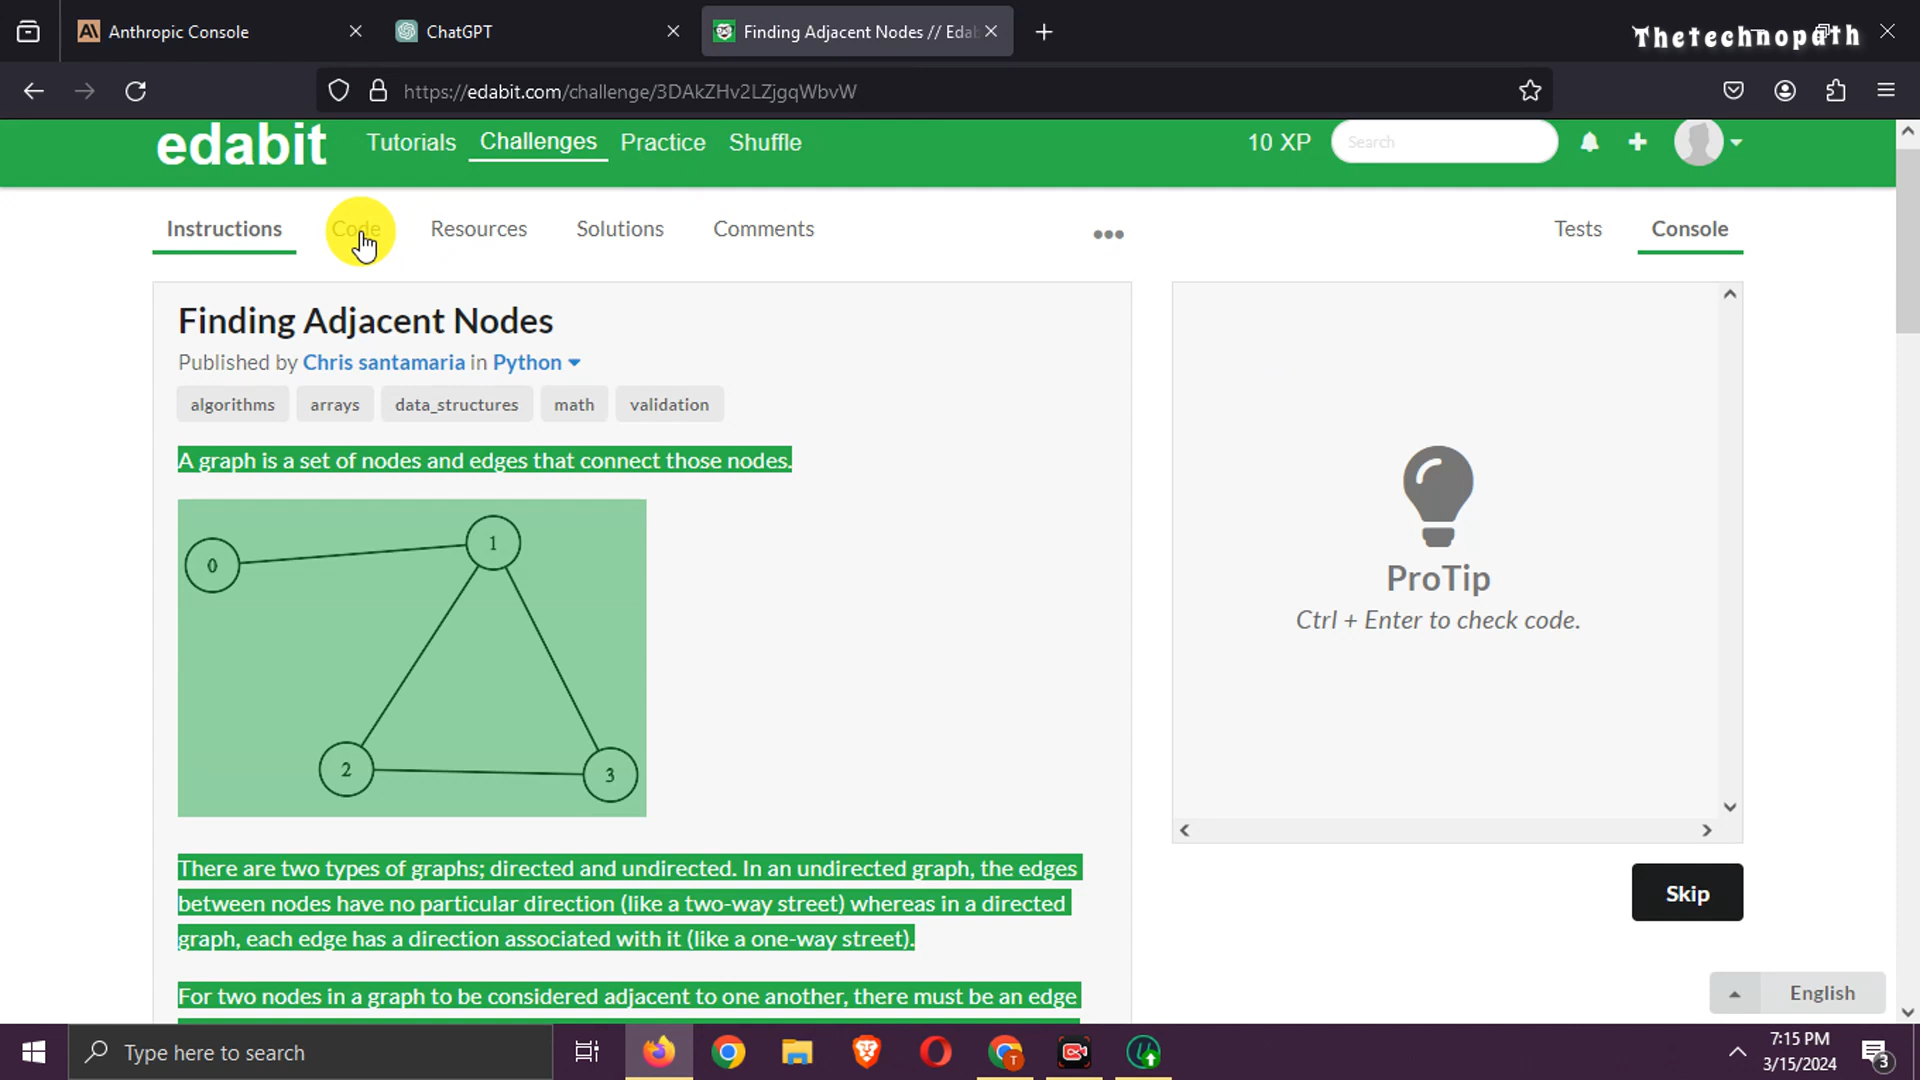 Anthropic Console
ChatGPT
Finding Adjacent Nodes // Edab
Thetechnopath
https://edabit.com/challenge/3DAkZHv2LZjgqWbvW
edabit
Tutorials
Challenges
Practice
Shuffle
10 XP
Search
Instructions
Code
Resources
Solutions
Comments
Tests
Console
Finding Adjacent Nodes
Published by Chris santamaria in Python
algorithms
arrays
data_structures
math
validation
A graph is a set of nodes and edges that connect those nodes.
0
1
2
3
There are two types of graphs; directed and undirected. In an undirected graph, the edges
between nodes have no particular direction (like a two-way street) whereas in a directed
graph, each edge has a direction associated with it (like a one-way street).
For two nodes in a graph to be considered adjacent to one another, there must be an edge
ProTip
Ctrl + Enter to check code.
Skip
English
Type here to search
7:15 PM
3/15/2024
3